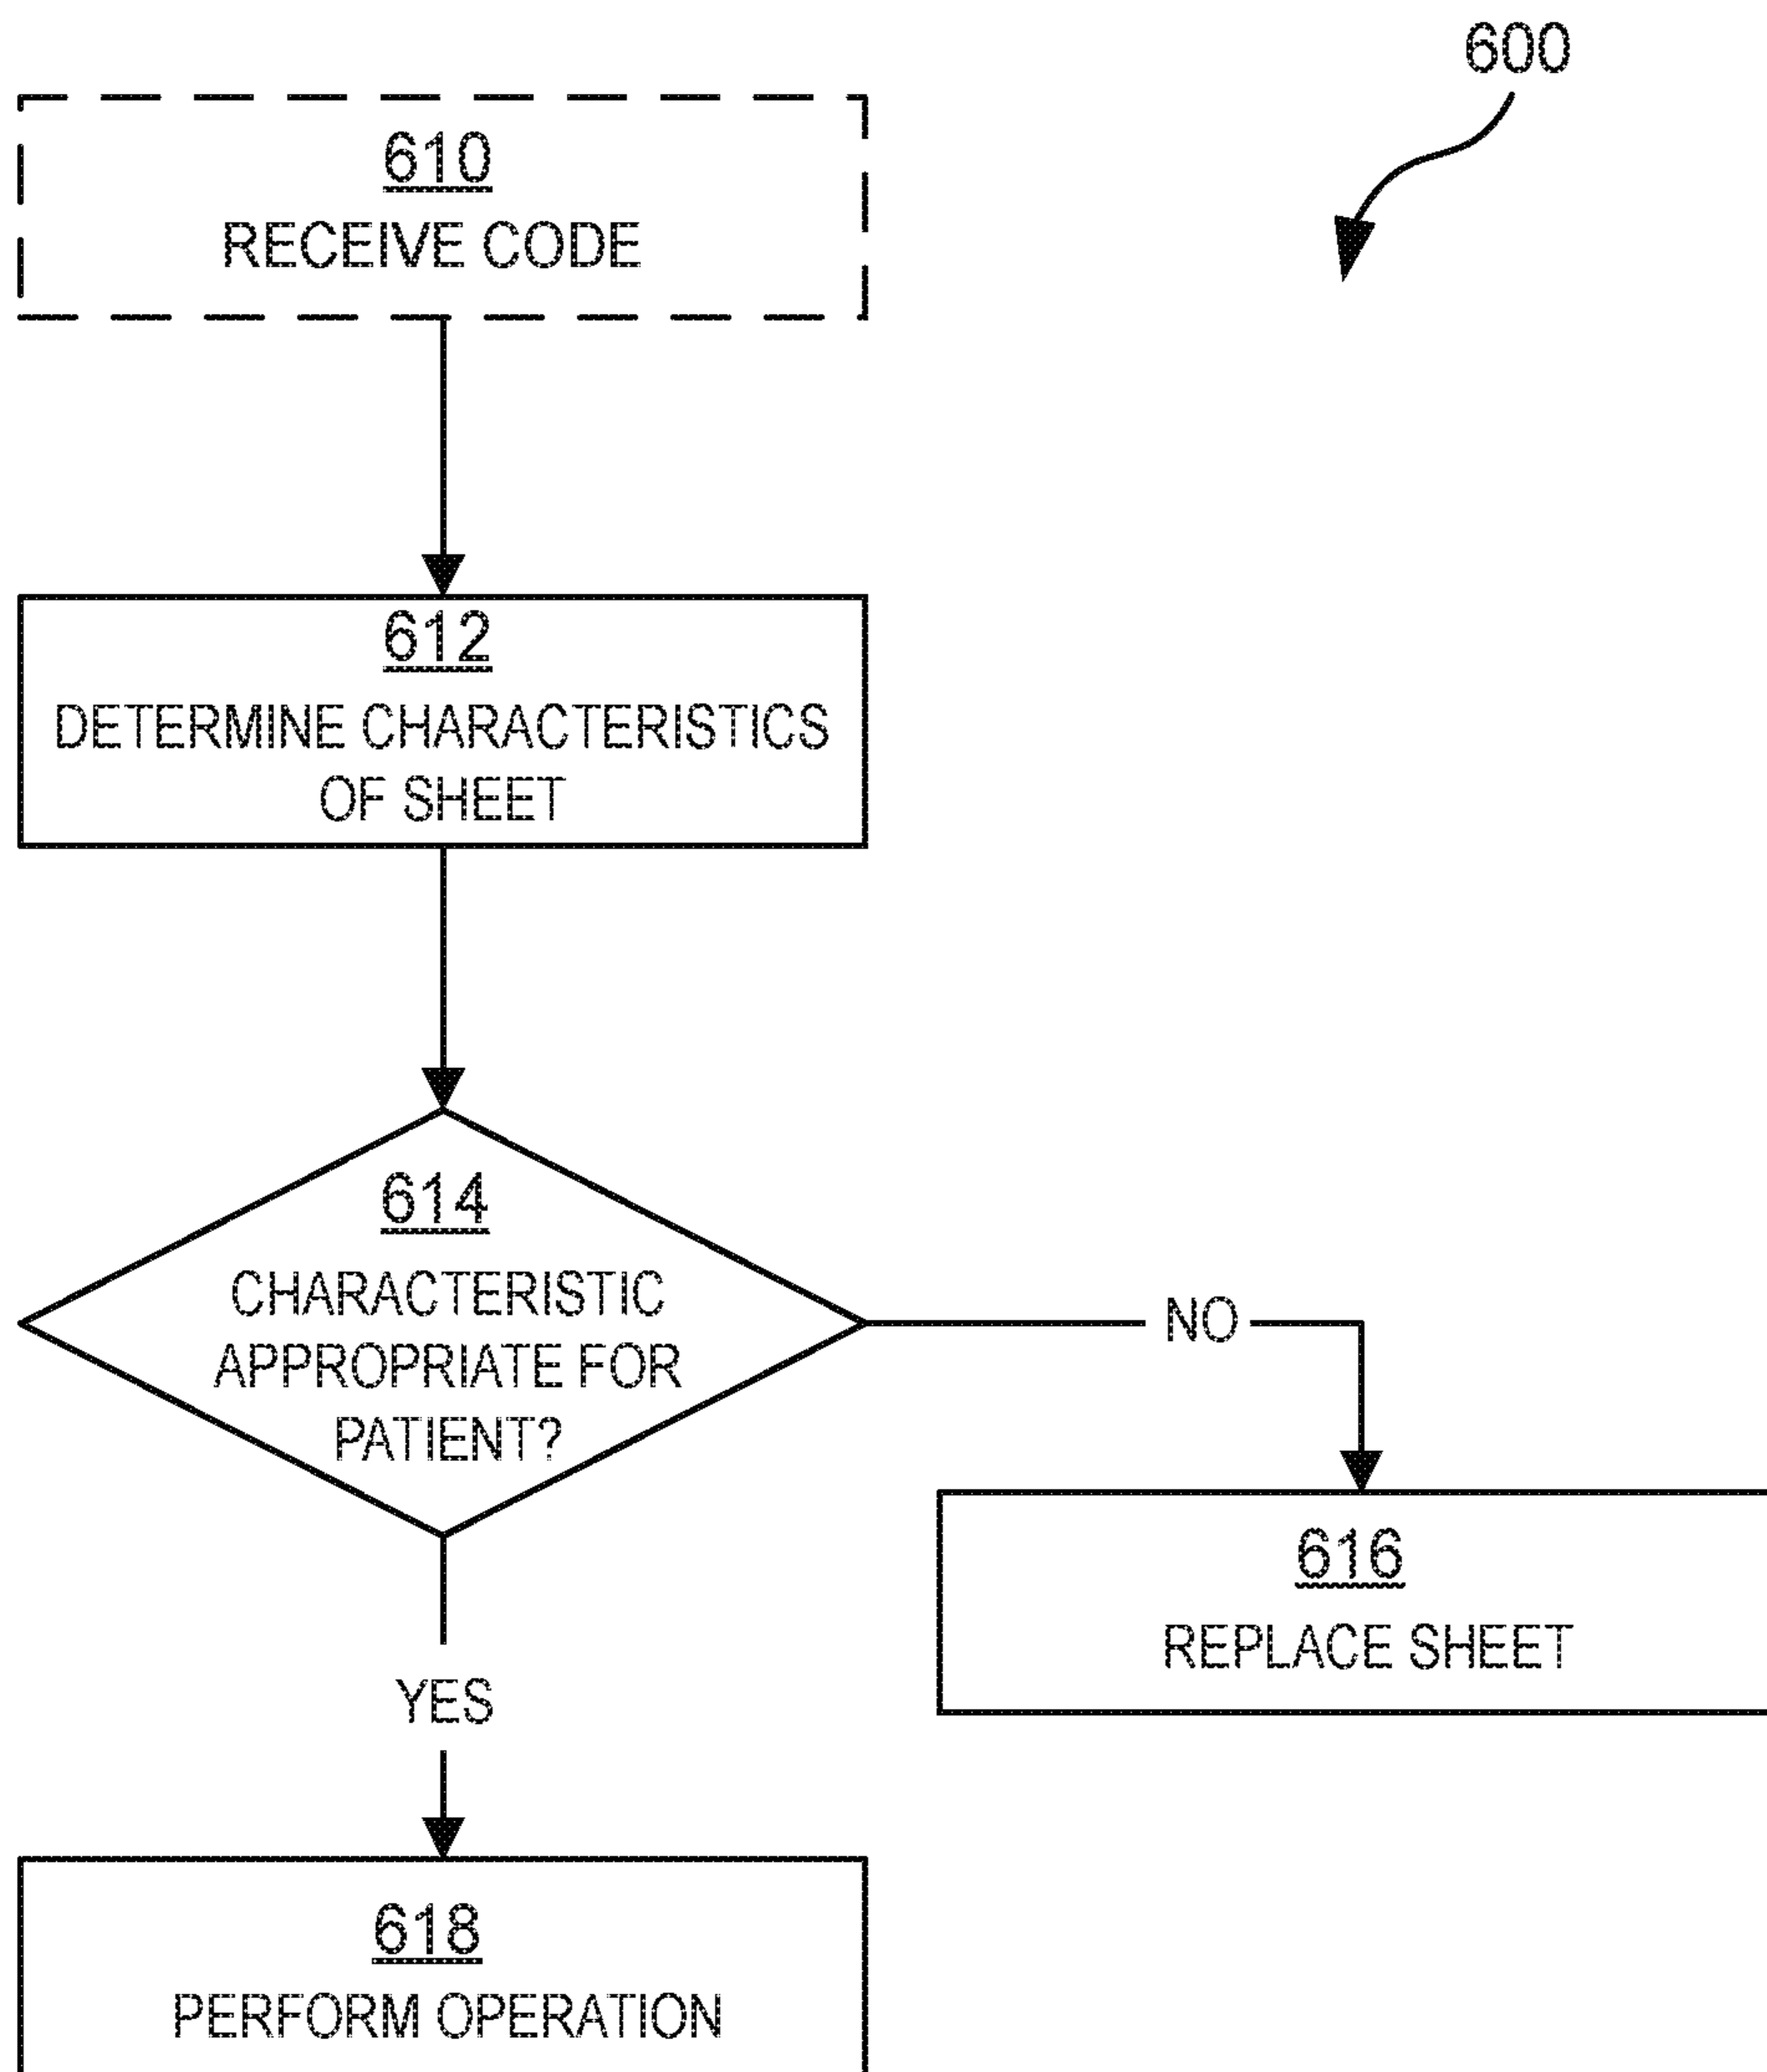 600
610
RECEIVE CODE
612
DETERMINE CHARACTERISTICS
OF SHEET
614
CHARACTERISTIC
APPROPRIATE FOR
PATIENT?
NO
616
REPLACE SHEET
YES
618
PERFORM OPERATION